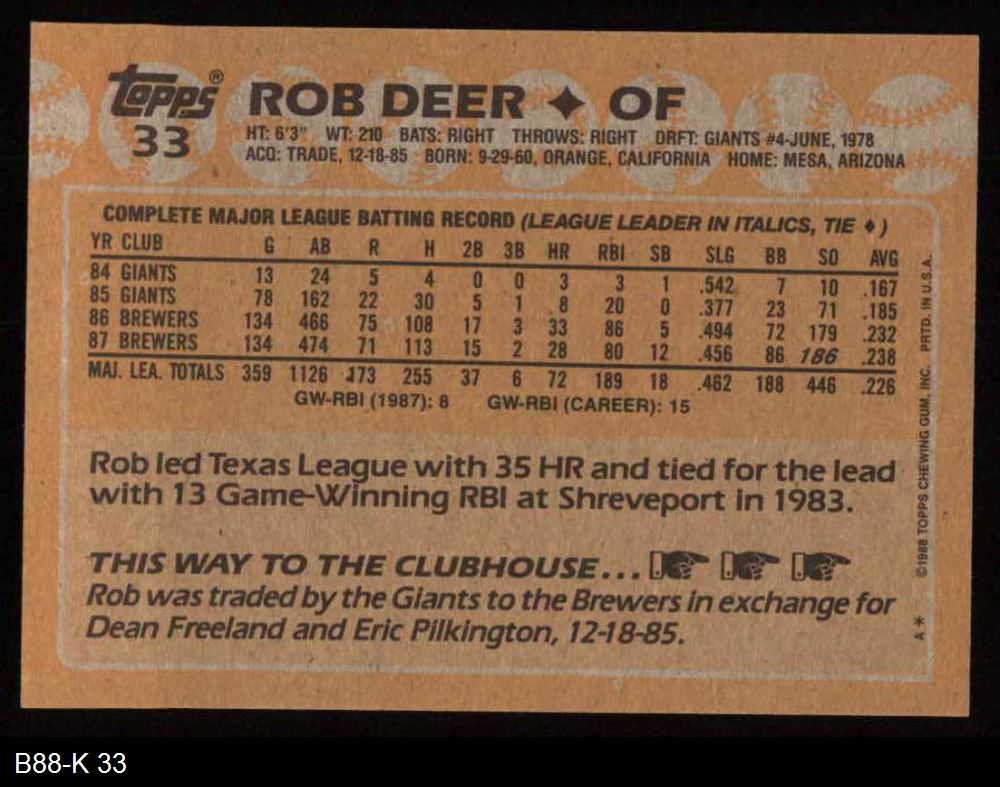 topps® ROB DEER ✦ OF
33
HT: 6'3" WT: 210 BATS: RIGHT THROWS: RIGHT DRFT: GIANTS #4-JUNE, 1978
ACQ: TRADE, 12-18-85 BORN: 9-29-60, ORANGE, CALIFORNIA HOME: MESA, ARIZONA
COMPLETE MAJOR LEAGUE BATTING RECORD (LEAGUE LEADER IN ITALICS, TIE ♦)
YR CLUB G AB R H 2B 3B HR RBI SB SLG BB SO AVG
84 GIANTS 13 24 5 4 0 0 3 3 1 .542 7 10 .167
85 GIANTS 78 162 22 30 5 1 8 20 0 .377 23 71 .185
86 BREWERS 134 466 75 108 17 3 33 86 5 .494 72 179 .232
87 BREWERS 134 474 71 113 15 2 28 80 12 .456 86 186 .238
MAJ. LEA. TOTALS 359 1126 173 255 37 6 72 189 18 .462 188 446 .226
GW-RBI (1987): 8 GW-RBI (CAREER): 15
Rob led Texas League with 35 HR and tied for the lead
with 13 Game-Winning RBI at Shreveport in 1983.
THIS WAY TO THE CLUBHOUSE...
Rob was traded by the Giants to the Brewers in exchange for
Dean Freeland and Eric Pilkington, 12-18-85.
©1988 TOPPS CHEWING GUM, INC. PRTD. IN U.S.A.
A*
B88-K 33